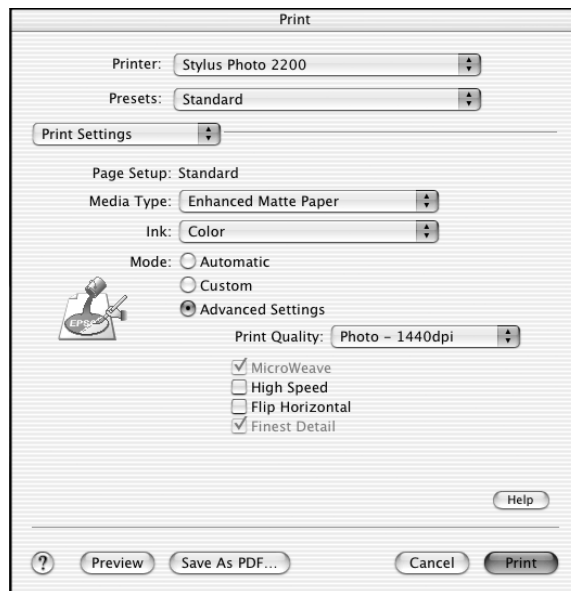 Print
Printer: Stylus Photo 2200
Presets: Standard
Print Settings
Page Setup: Standard
Media Type: Enhanced Matte Paper
Ink: Color
Mode: Automatic
Custom
Advanced Settings
EPSO
Print Quality: Photo – 1440dpi
MicroWeave
High Speed
Flip Horizontal
Finest Detail
Help
? Preview Save As PDF... Cancel Print